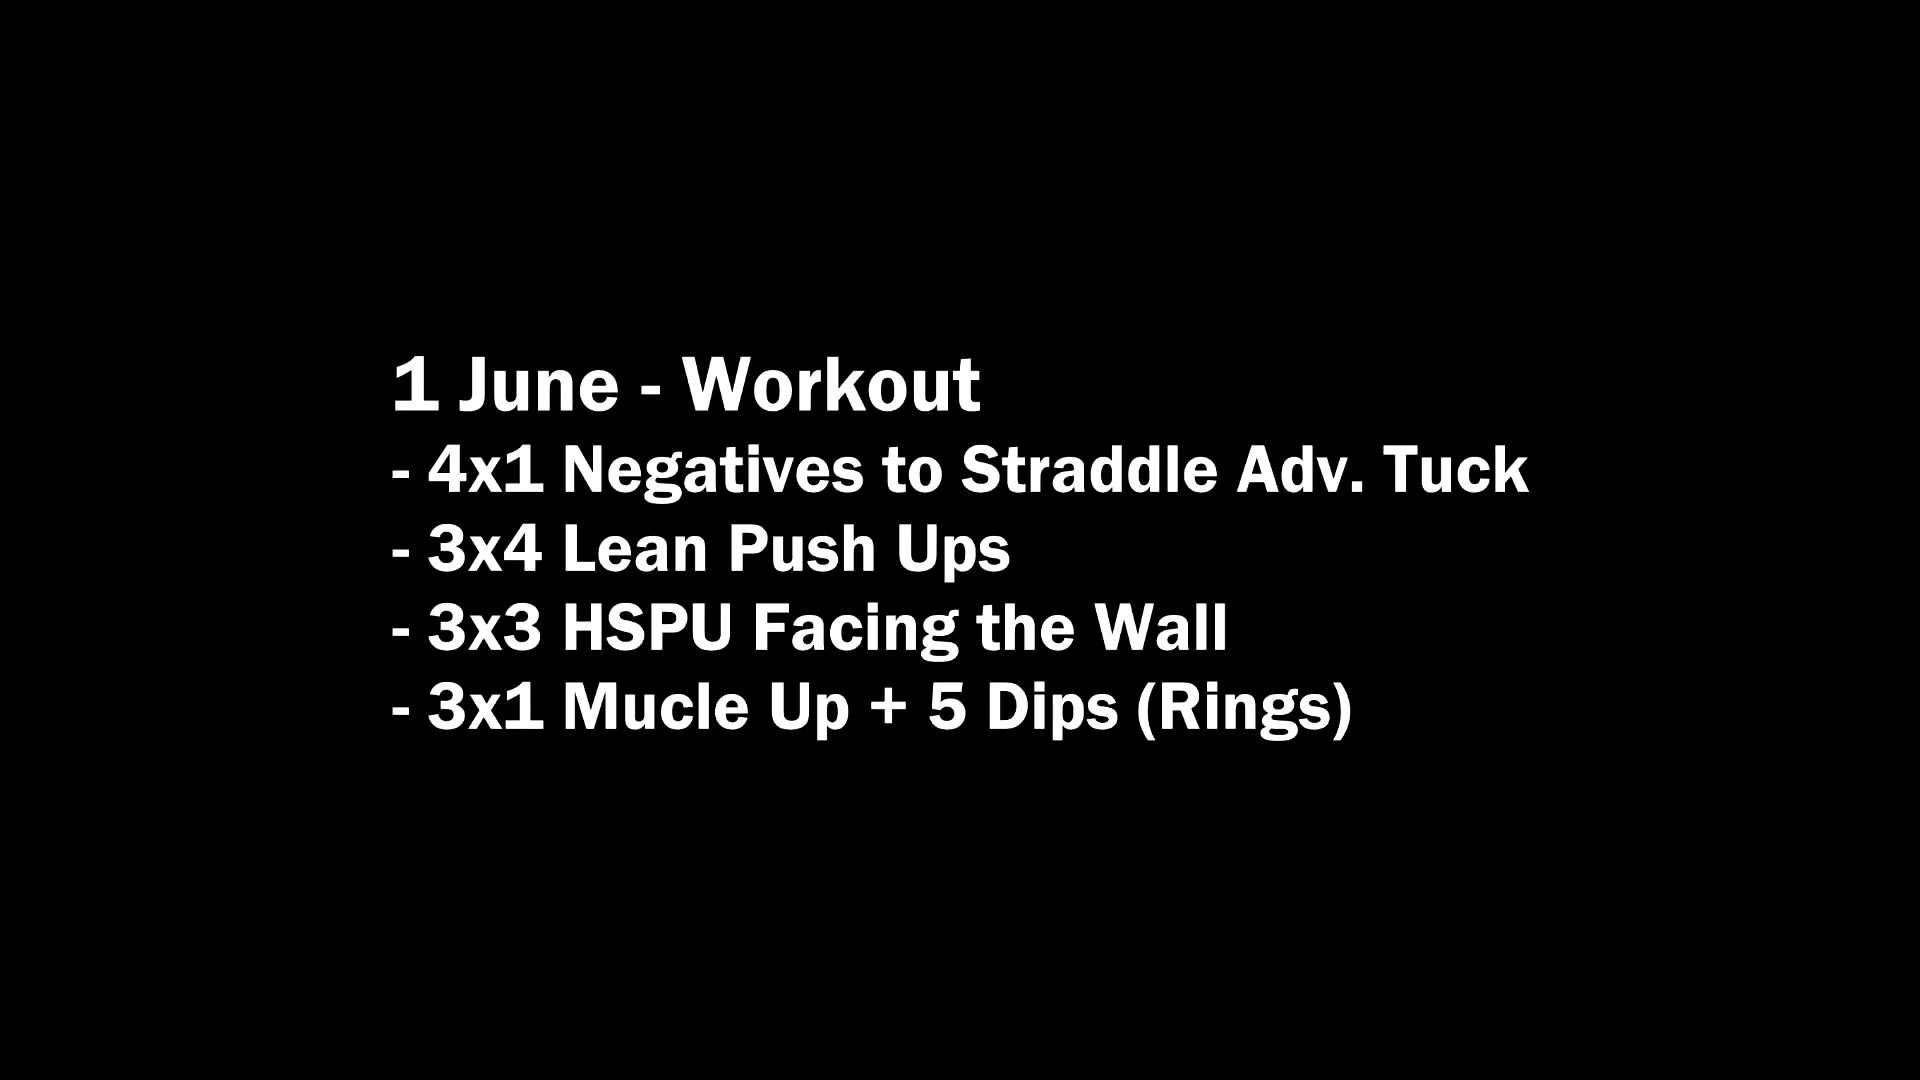 1 June - Workout
- 4x1 Negatives to Straddle Adv. Tuck
- 3x4 Lean Push Ups
- 3x3 HSPU Facing the Wall
- 3x1 Mucle Up + 5 Dips (Rings)